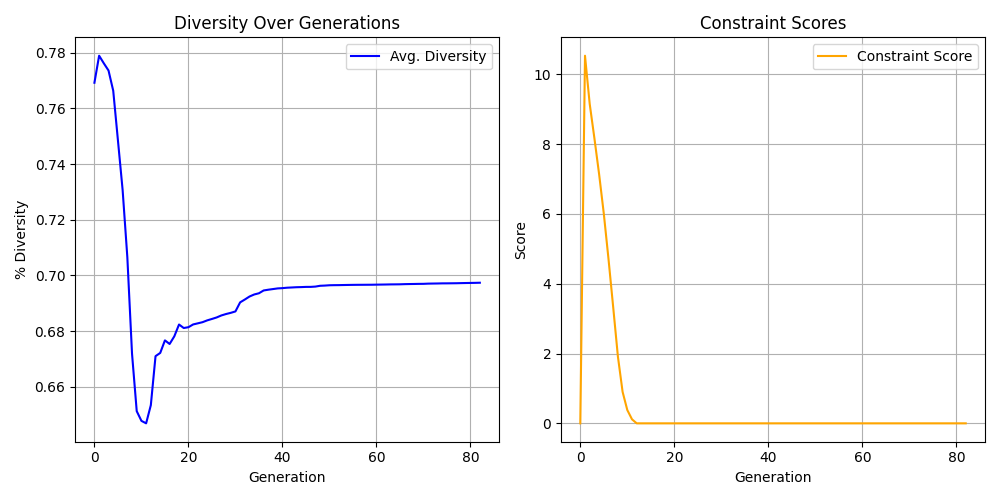 Diversity Over Generations
Avg. Diversity
% Diversity
0.78
0.76
0.74
0.72
0.70
0.68
0.66
0 20 40 60 80
Generation
Constraint Scores
Constraint Score
Score
10
8
6
4
2
0
0 20 40 60 80
Generation